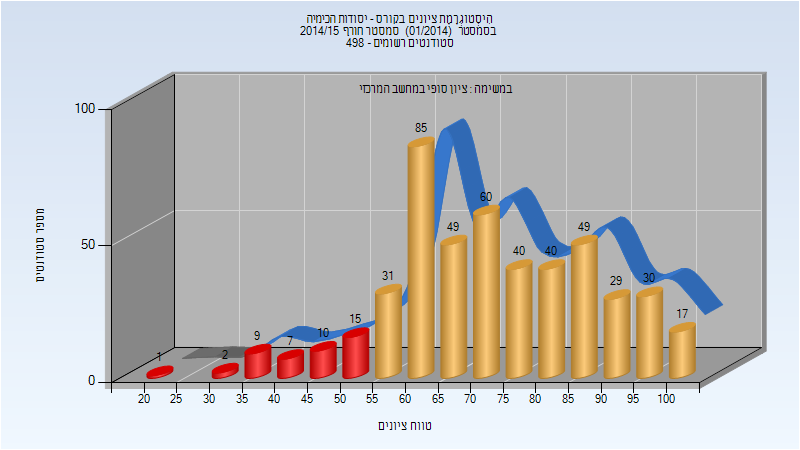 היסטוגרמת ציונים בקורס - יסודות הכימיה
בסמסטר (01/2014) סמסטר חורף 2014/15
סטודנטים רשומים - 498
במשימה : ציון סופי במחשב המרכזי
מספר סטודנטים
100
50
0
1
2
9
7
10
15
31
85
49
60
40
40
49
29
30
17
20 25 30 35 40 45 50 55 60 65 70 75 80 85 90 95 100
טווח ציונים